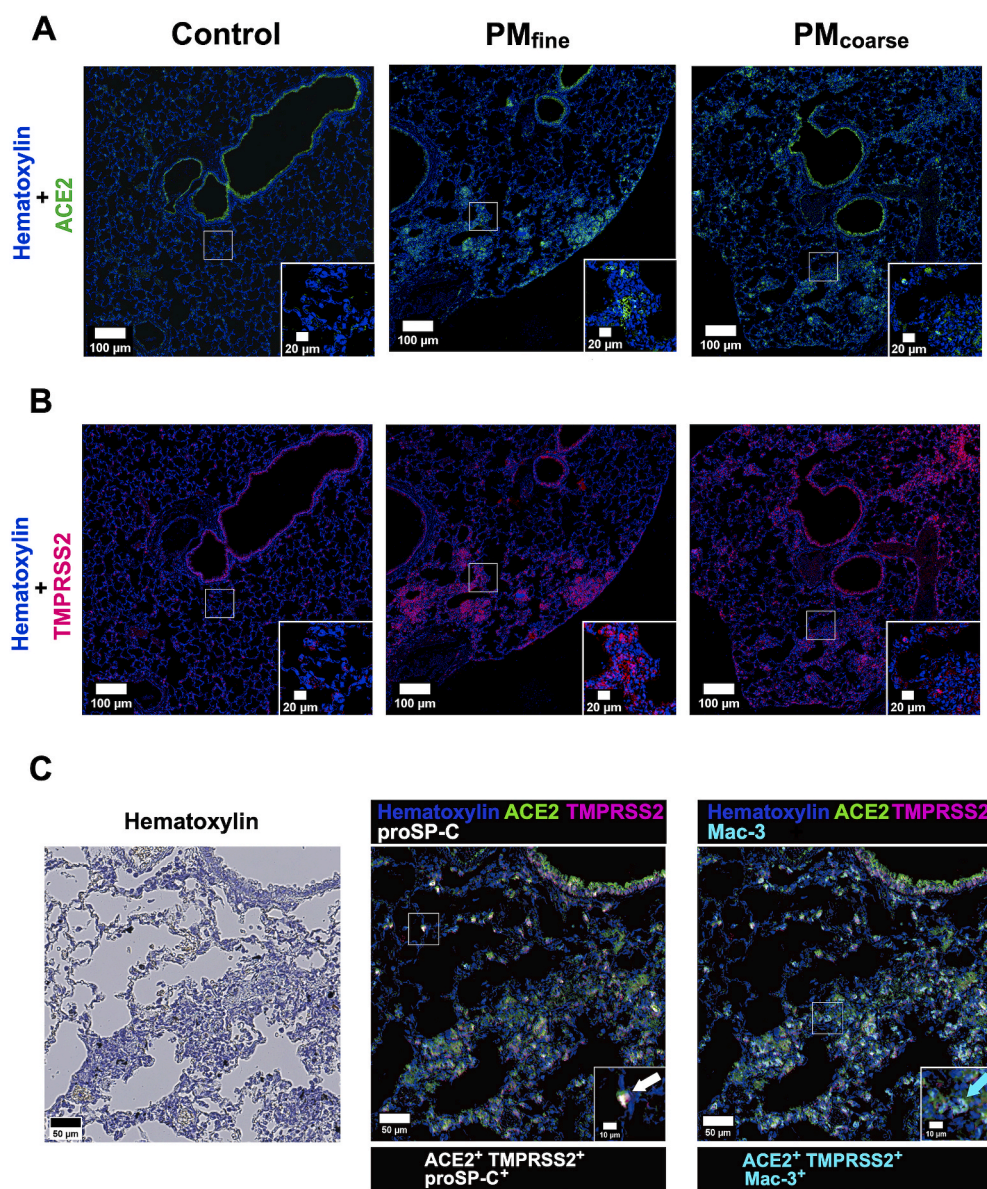 A
Control
PMfine
PMcoarse
Hematoxylin
+
ACE2
100 µm
20 µm
100 µm
20 µm
100 µm
20 µm
B
Hematoxylin
+
TMPRSS2
100 µm
20 µm
100 µm
20 µm
100 µm
20 µm
C
Hematoxylin
50 µm
Hematoxylin ACE2 TMPRSS2
proSP-C
50 µm
10 µm
ACE2⁺ TMPRSS2⁺
proSP-C⁺
Hematoxylin ACE2 TMPRSS2
Mac-3
50 µm
10 µm
ACE2⁺ TMPRSS2⁺
Mac-3⁺